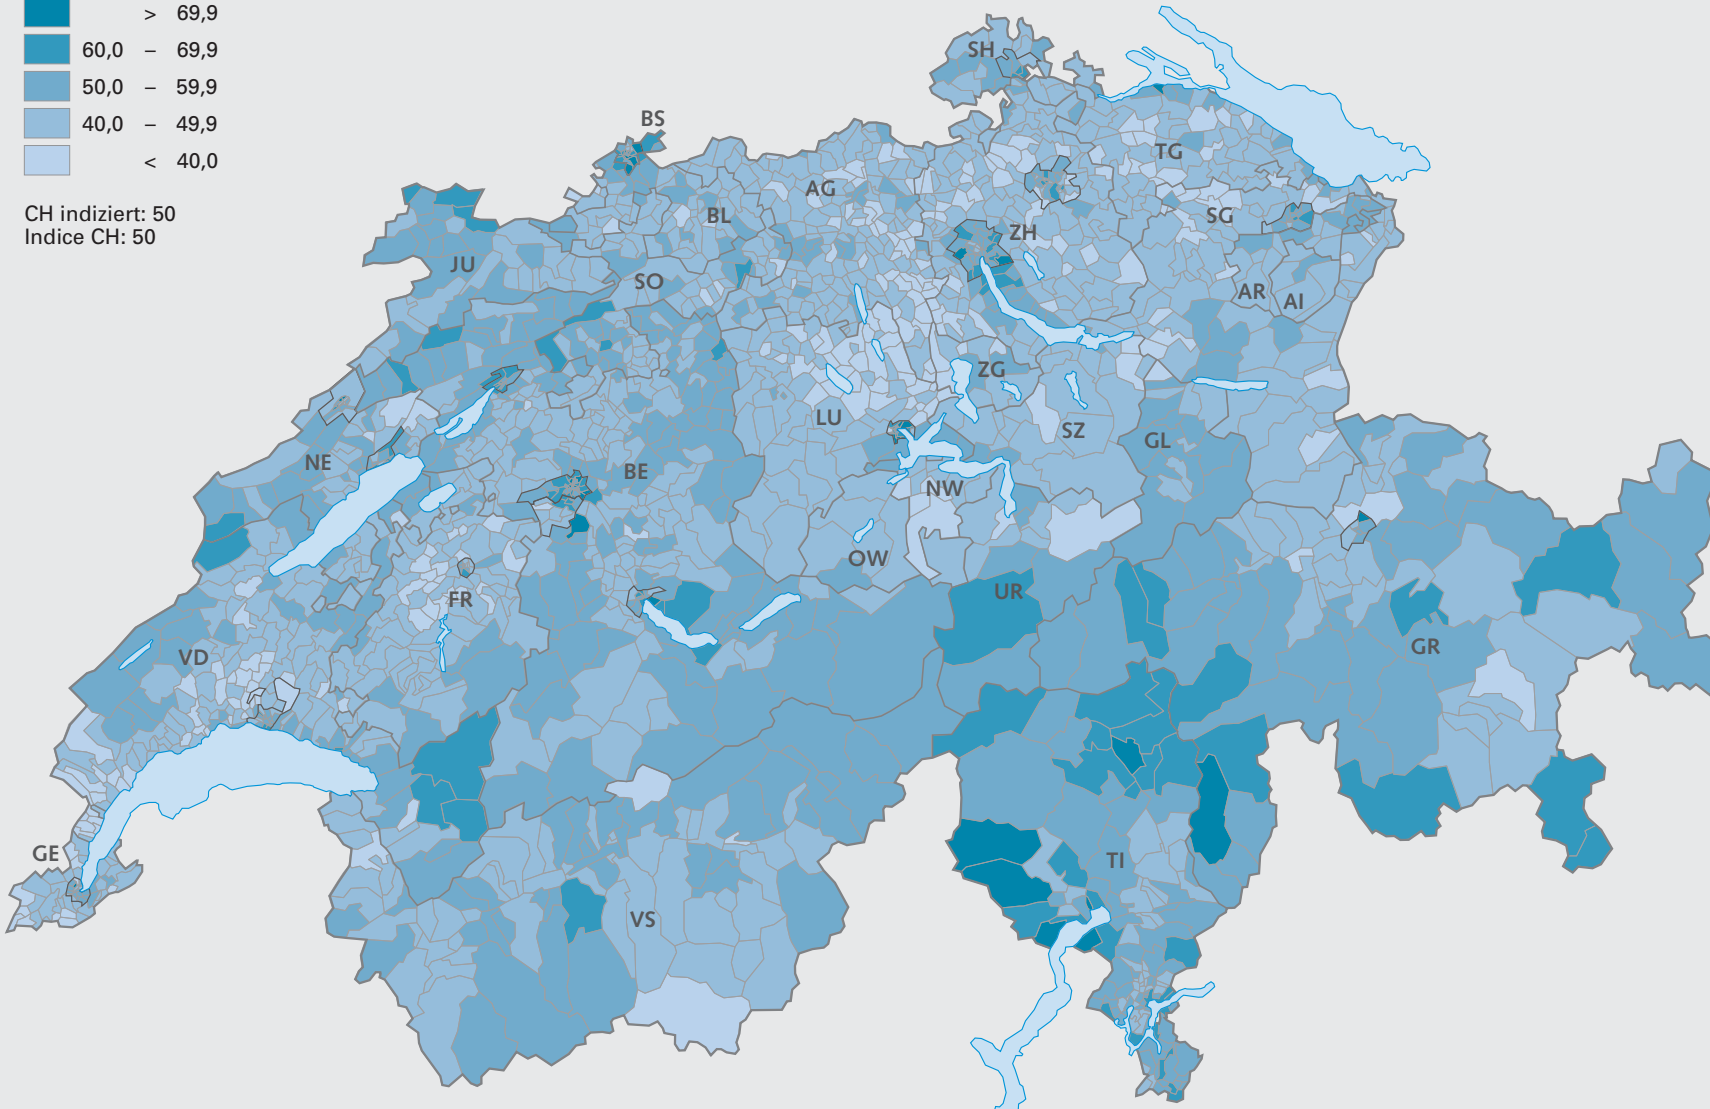 > 69,9
60,0 – 69,9
50,0 – 59,9
40,0 – 49,9
< 40,0
CH indiziert: 50
Indice CH: 50
SH
BS
TG
AG
BL
SG
ZH
JU
SO
AR
AI
ZG
LU
SZ
GL
NE
BE
NW
OW
UR
FR
GR
VD
GE
TI
VS